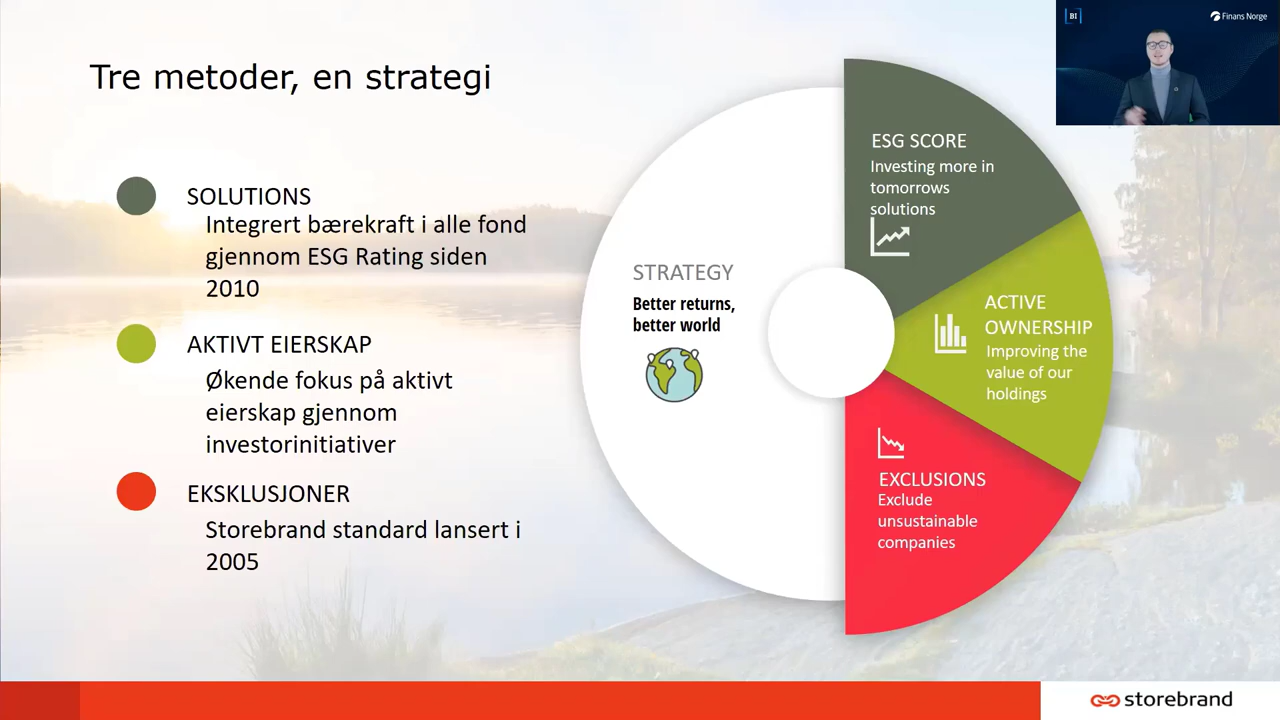 Tre metoder, en strategi
SOLUTIONS
Integrert bærekraft i alle fond
gjennom ESG Rating siden
2010
AKTIVT EIERSKAP
Økende fokus på aktivt
eierskap gjennom
investorinitiativer
EKSKLUSJONER
Storebrand standard lansert i
2005
STRATEGY
Better returns,
better world
ESG SCORE
Investing more in
tomorrows
solutions
ACTIVE
OWNERSHIP
Improving the
value of our
holdings
EXCLUSIONS
Exclude
unsustainable
companies
BI
Finans Norge
storebrand